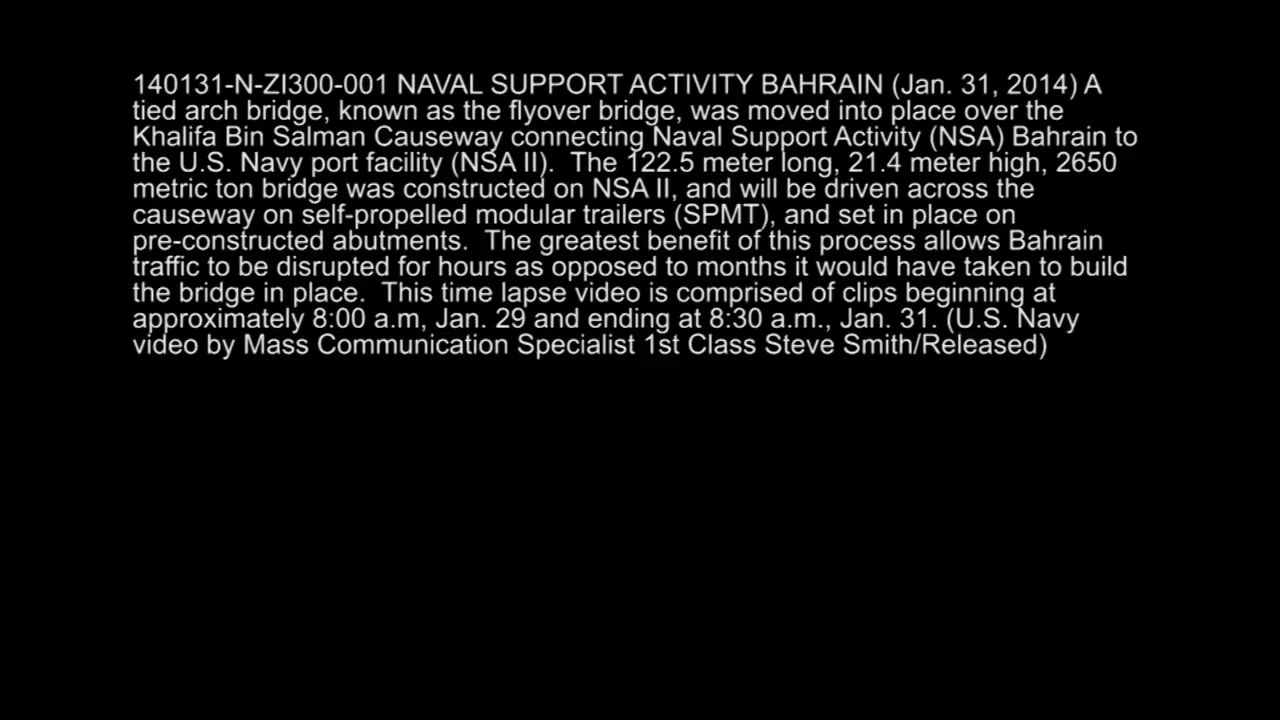 140131-N-ZI300-001 NAVAL SUPPORT ACTIVITY BAHRAIN (Jan. 31, 2014) A
tied arch bridge, known as the flyover bridge, was moved into place over the
Khalifa Bin Salman Causeway connecting Naval Support Activity (NSA) Bahrain to
the U.S. Navy port facility (NSA II).  The 122.5 meter long, 21.4 meter high, 2650
metric ton bridge was constructed on NSA II, and will be driven across the
causeway on self-propelled modular trailers (SPMT), and set in place on
pre-constructed abutments.  The greatest benefit of this process allows Bahrain
traffic to be disrupted for hours as opposed to months it would have taken to build
the bridge in place.  This time lapse video is comprised of clips beginning at
approximately 8:00 a.m, Jan. 29 and ending at 8:30 a.m., Jan. 31. (U.S. Navy
video by Mass Communication Specialist 1st Class Steve Smith/Released)